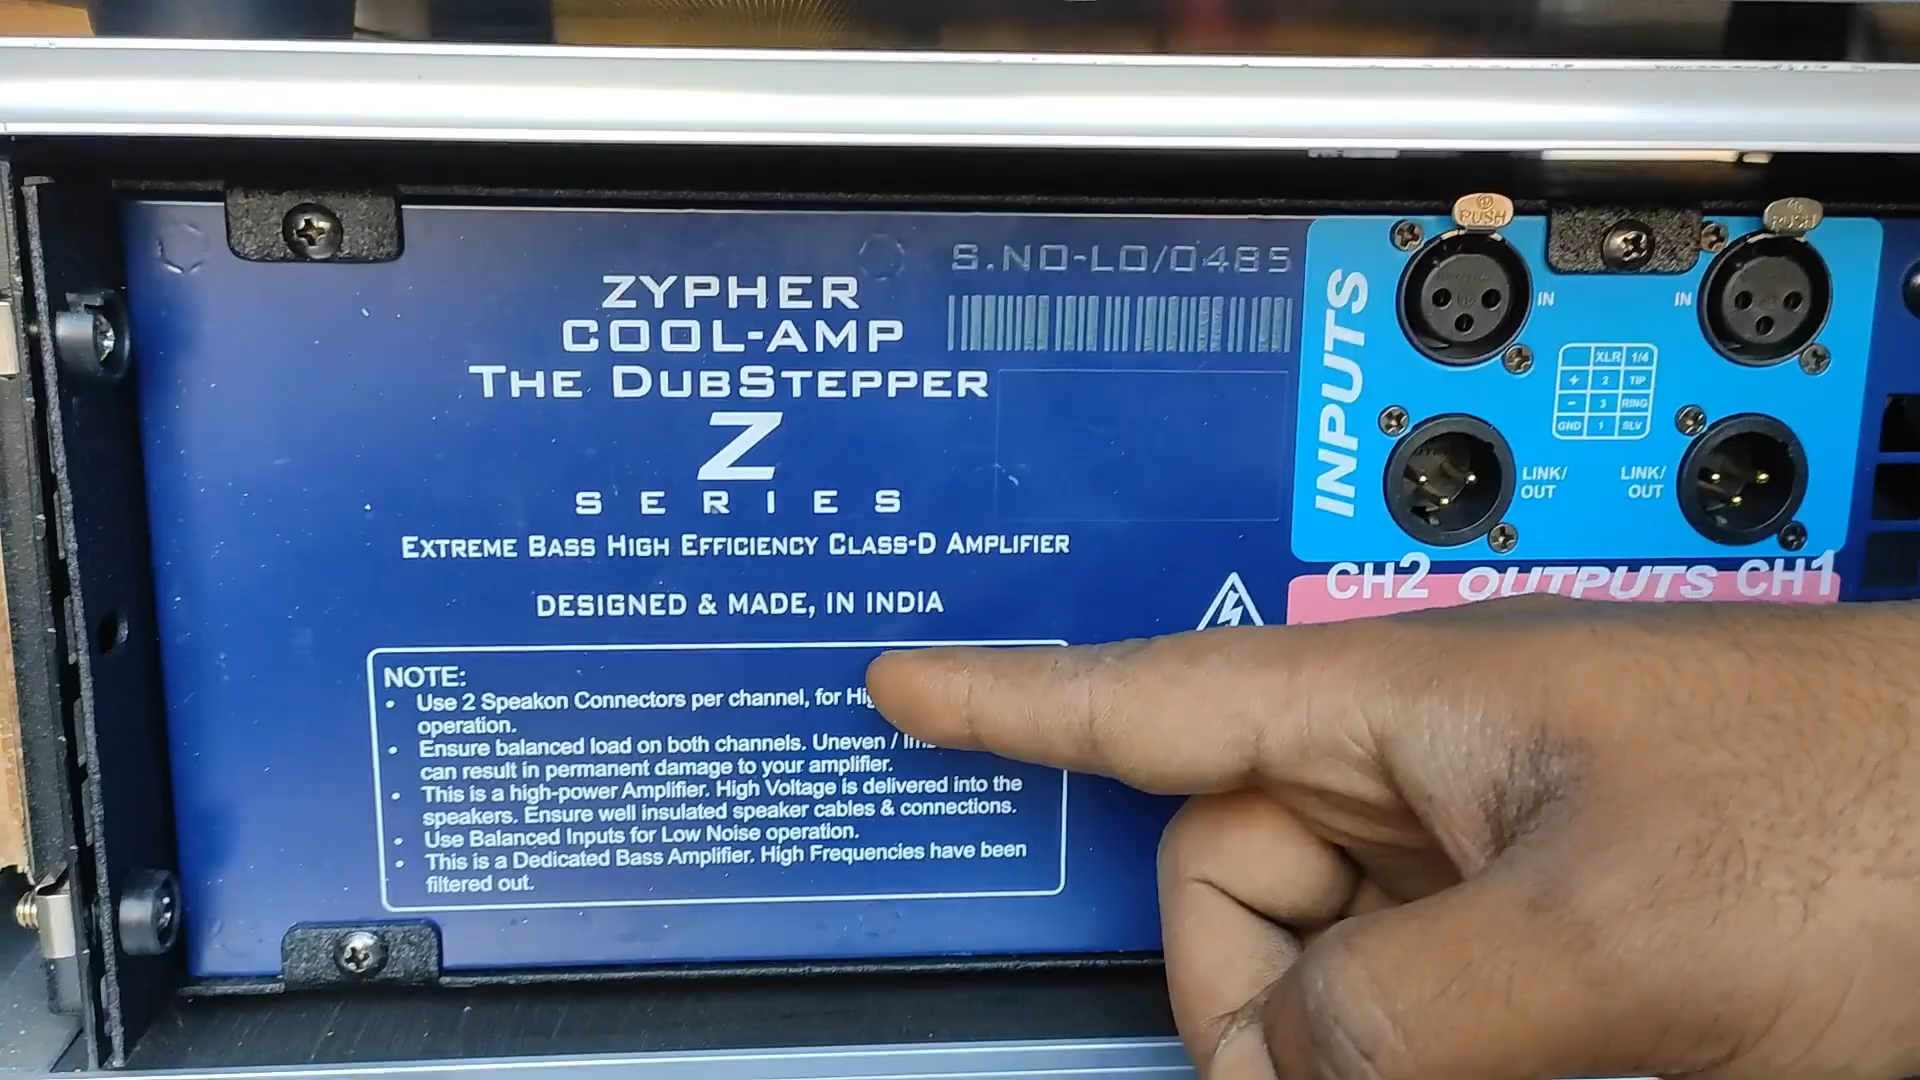 S.NO-LO/0485
ZYPHER
COOL-AMP
THE DUBSTEPPER
Z
SERIES
EXTREME BASS HIGH EFFICIENCY CLASS-D AMPLIFIER
DESIGNED & MADE, IN INDIA
NOTE:
• Use 2 Speakon Connectors per channel, for
operation.
• Ensure balanced load on both channels. Uneven /
can result in permanent damage to your amplifier.
• This is a high-power Amplifier. High Voltage is delivered into the
speakers. Ensure well insulated speaker cables & connections.
• Use Balanced Inputs for Low Noise operation.
• This is a Dedicated Bass Amplifier. High Frequencies have been
filtered out.
INPUTS
PUSH
PUSH
IN
IN
XLR 1/4
+ 2 TIP
- 3 RING
GND 1 SLV
LINK/
OUT
LINK/
OUT
CH2 OUTPUTS CH1